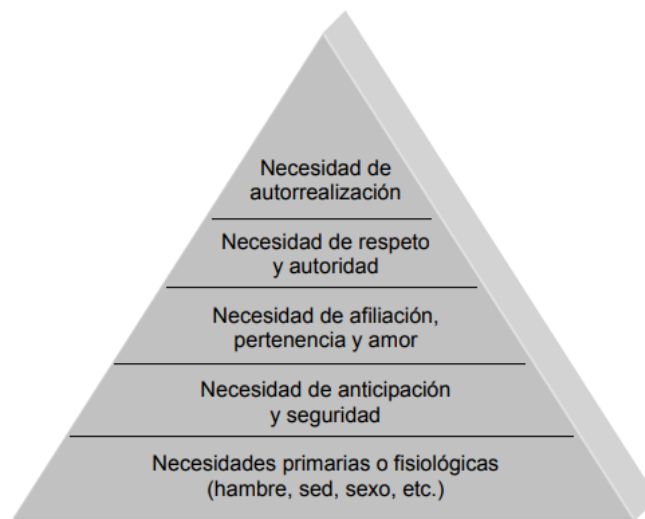 Necesidad de
autorrealización
Necesidad de respeto
y autoridad
Necesidad de afiliación,
pertenencia y amor
Necesidad de anticipación
y seguridad
Necesidades primarias o fisiológicas
(hambre, sed, sexo, etc.)